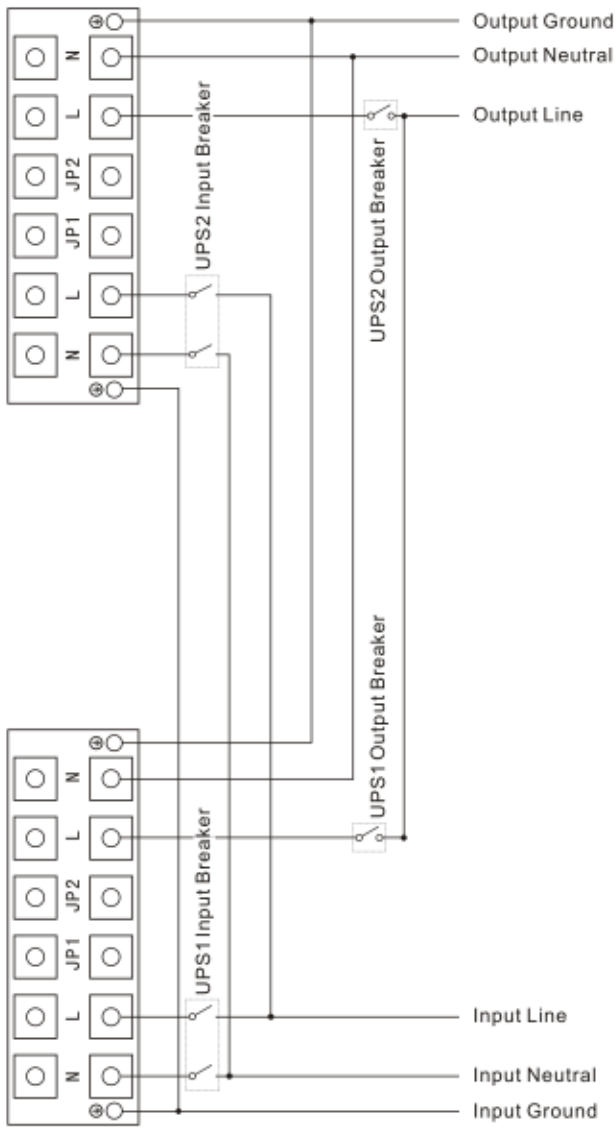 Output Ground
N
Output Neutral
L
Output Line
JP2
JP1
L
N
UPS2 Input Breaker
UPS2 Output Breaker
UPS1 Output Breaker
N
L
JP2
JP1
L
Input Line
N
Input Neutral
Input Ground
UPS1 Input Breaker